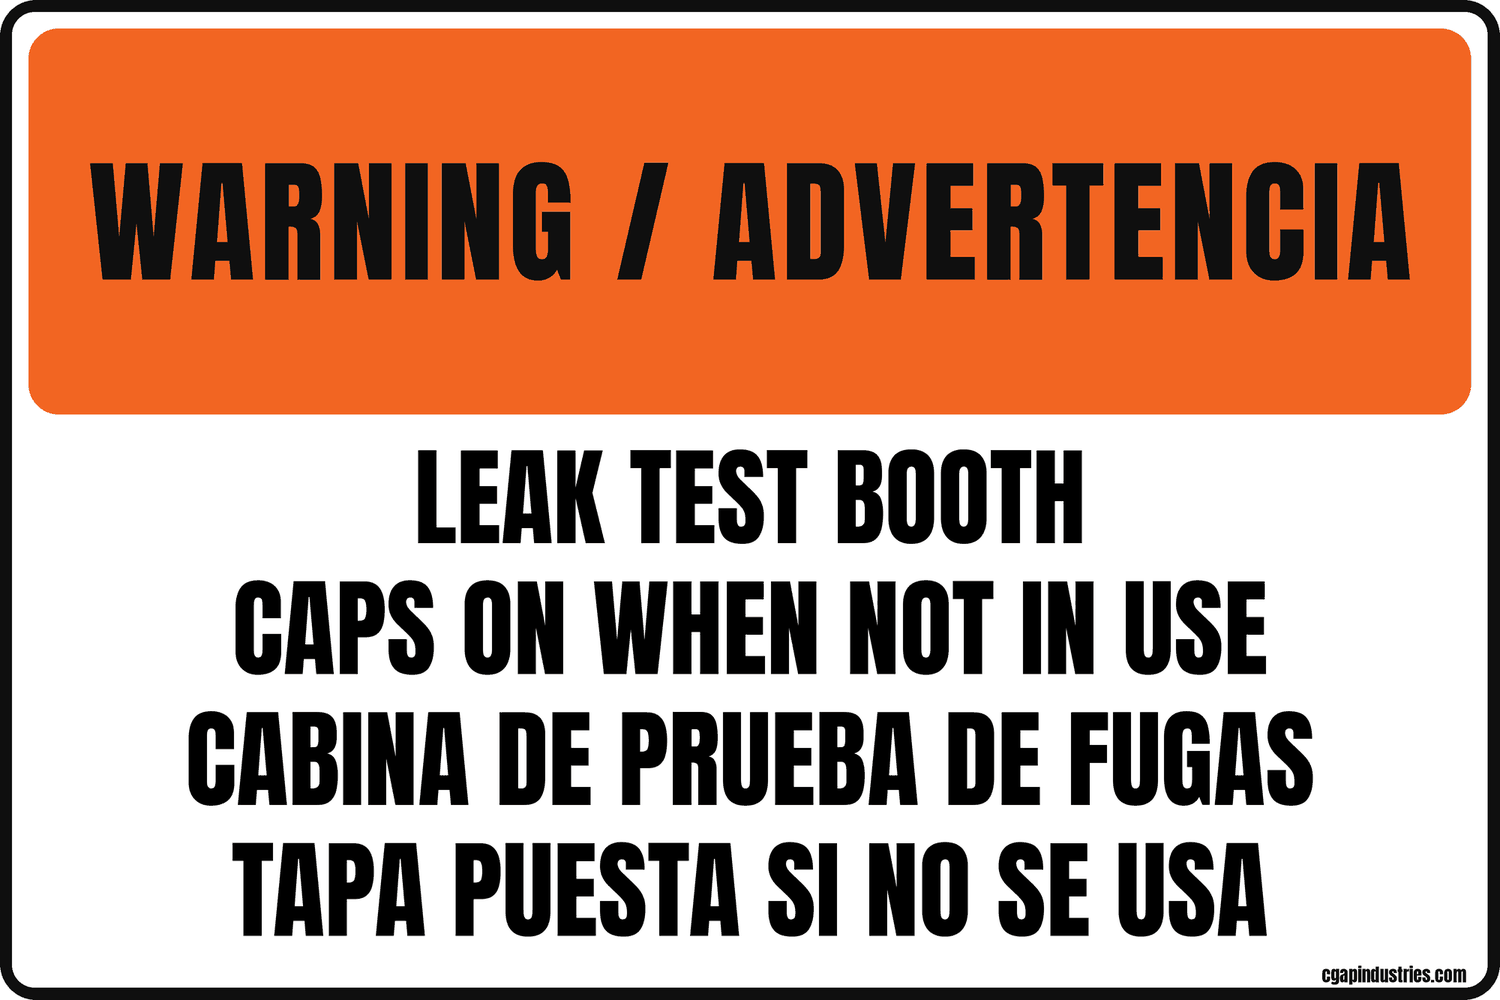 WARNING / ADVERTENCIA
LEAK TEST BOOTH
CAPS ON WHEN NOT IN USE
CABINA DE PRUEBA DE FUGAS
TAPA PUESTA SI NO SE USA
cgapindustries.com